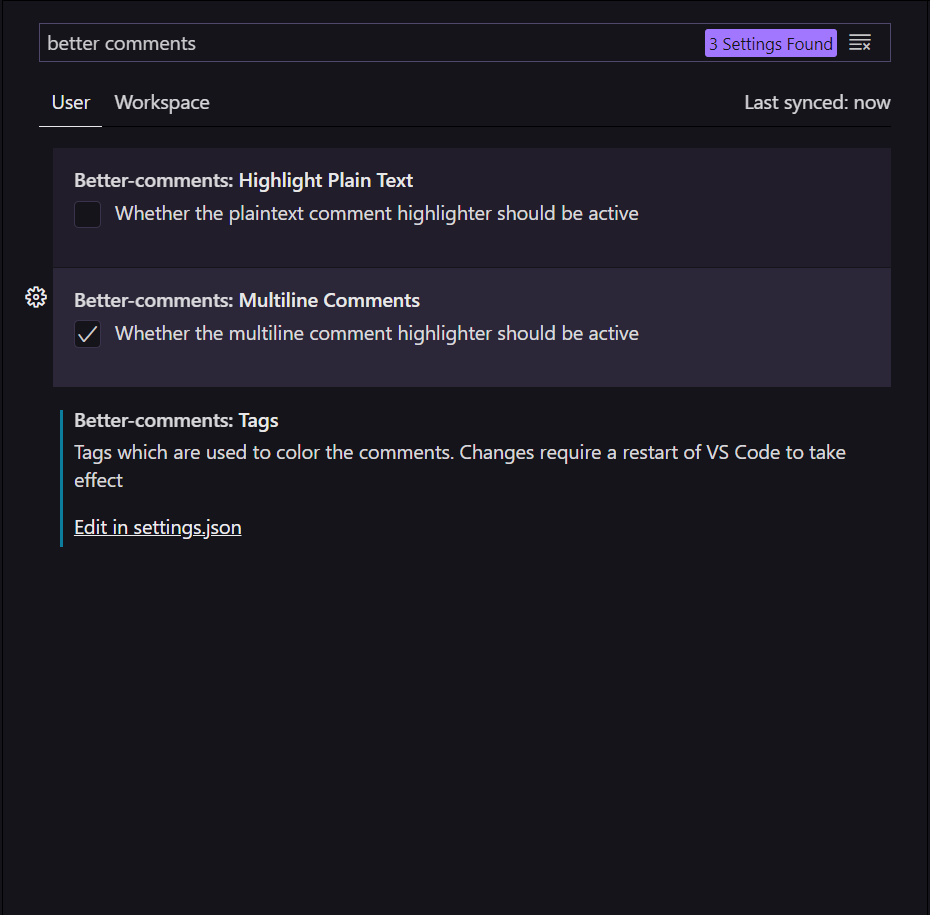 better comments
3 Settings Found
User
Workspace
Last synced: now
Better-comments: Highlight Plain Text
Whether the plaintext comment highlighter should be active
Better-comments: Multiline Comments
Whether the multiline comment highlighter should be active
Better-comments: Tags
Tags which are used to color the comments. Changes require a restart of VS Code to take
effect
Edit in settings.json